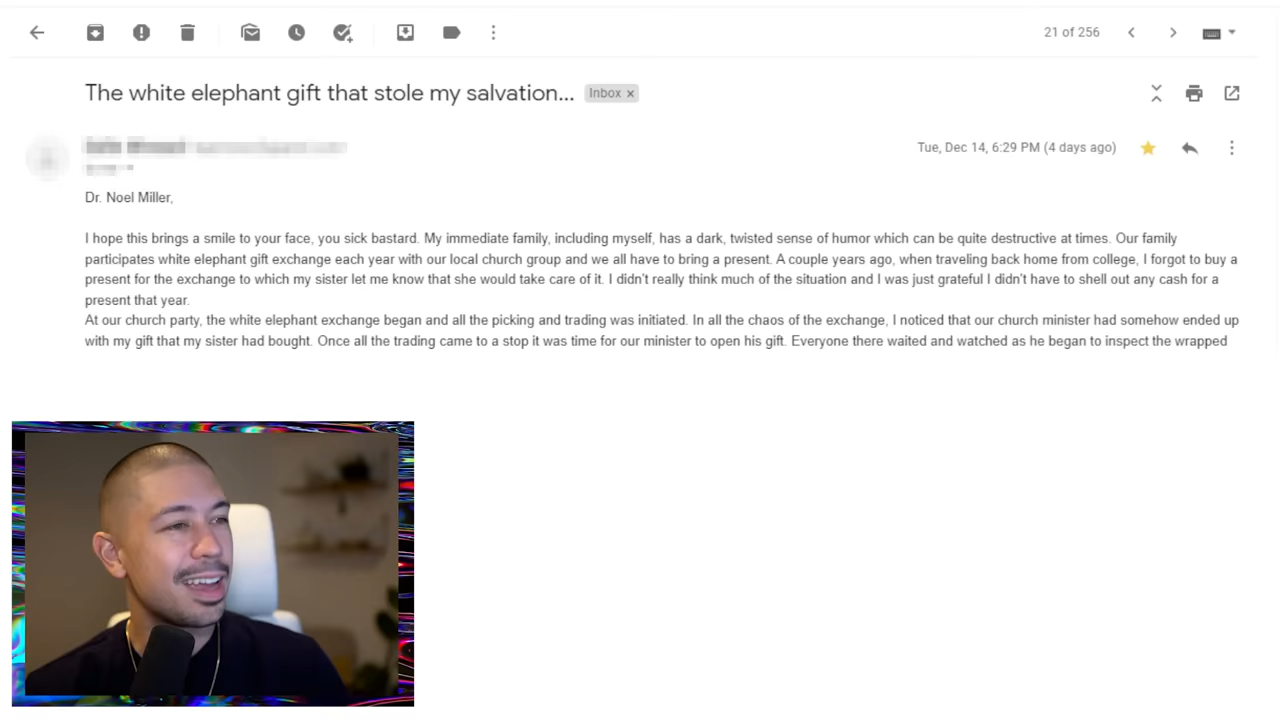 21 of 256
The white elephant gift that stole my salvation... Inbox ×
Tue, Dec 14, 6:29 PM (4 days ago)
Dr. Noel Miller,
I hope this brings a smile to your face, you sick bastard. My immediate family, including myself, has a dark, twisted sense of humor which can be quite destructive at times. Our family
participates white elephant gift exchange each year with our local church group and we all have to bring a present. A couple years ago, when traveling back home from college, I forgot to buy a
present for the exchange to which my sister let me know that she would take care of it. I didn't really think much of the situation and I was just grateful I didn't have to shell out any cash for a
present that year.
At our church party, the white elephant exchange began and all the picking and trading was initiated. In all the chaos of the exchange, I noticed that our church minister had somehow ended up
with my gift that my sister had bought. Once all the trading came to a stop it was time for our minister to open his gift. Everyone there waited and watched as he began to inspect the wrapped